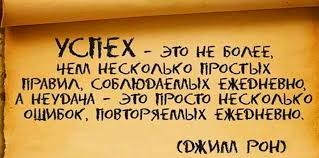 УСПЕХ - ЭТО НЕ БОЛЕЕ,
ЧЕМ НЕСКОЛЬКО ПРОСТЫХ
ПРАВИЛ, СОБЛЮДАЕМЫХ ЕЖЕДНЕВНО,
А НЕУДАЧА - ЭТО ПРОСТО НЕСКОЛЬКО
ОШИБОК, ПОВТОРЯЕМЫХ ЕЖЕДНЕВНО.
(ДЖИМ РОН)